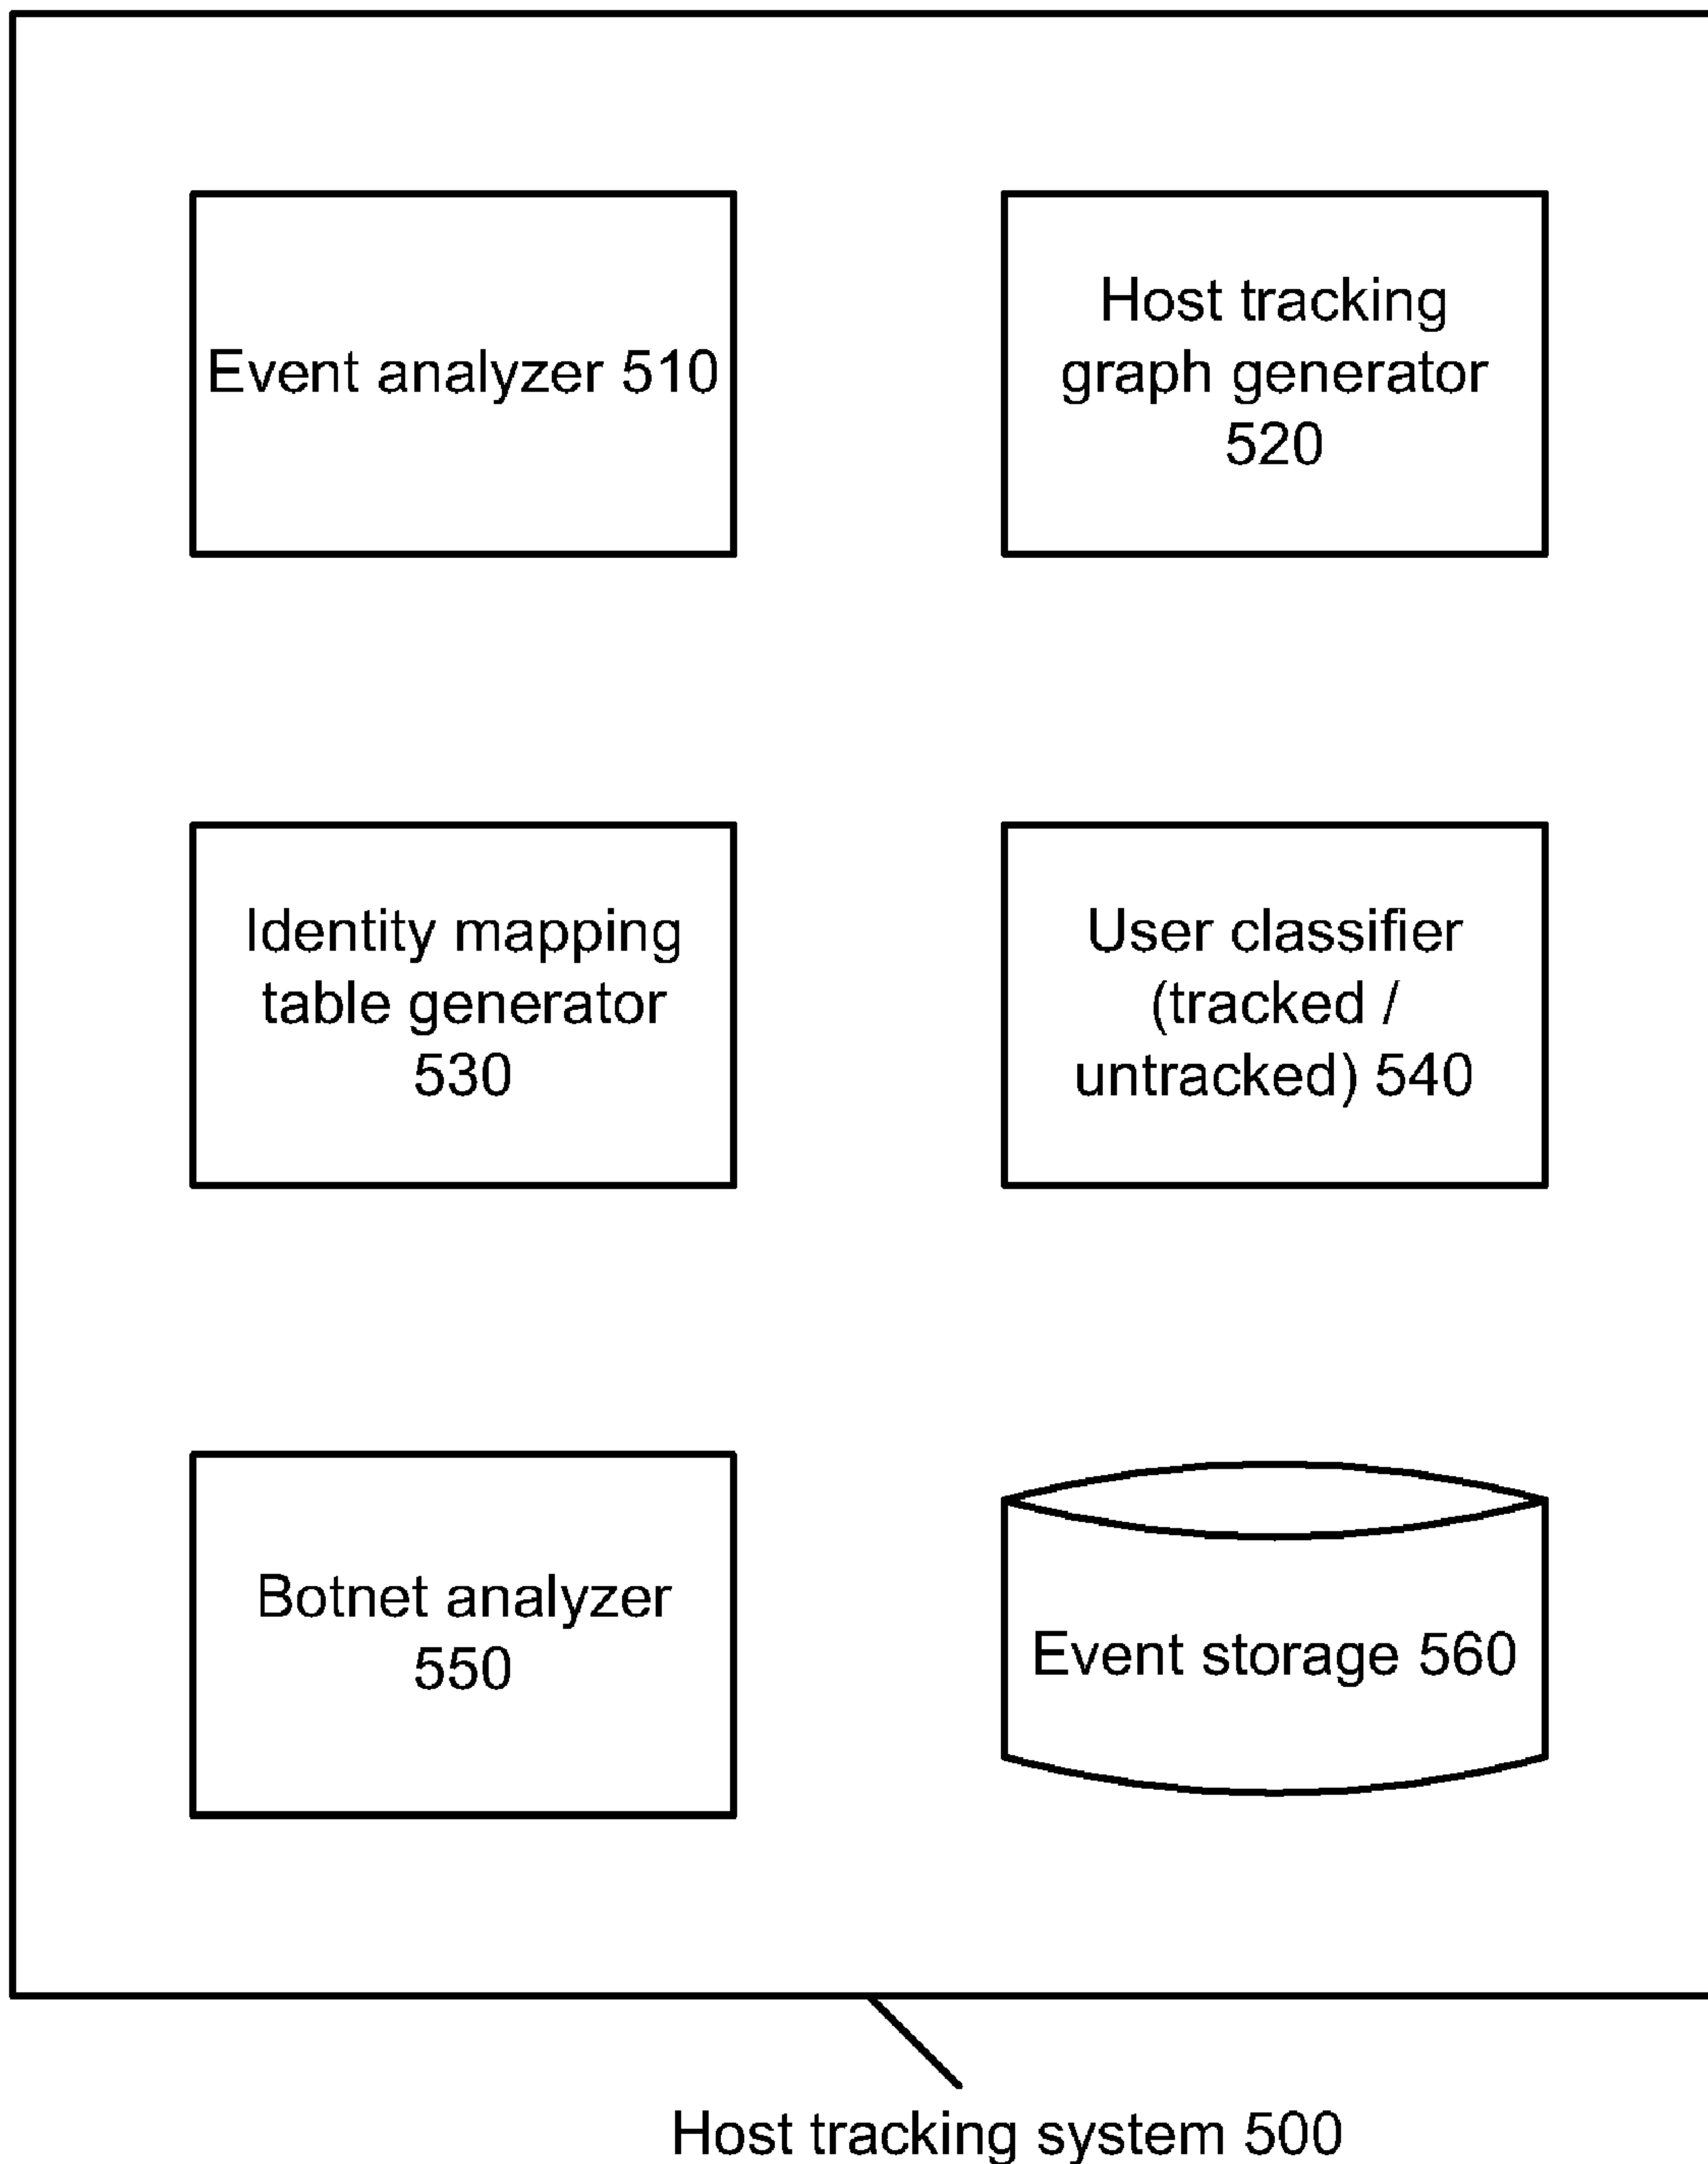 Event analyzer 510
Host tracking
graph generator
520
Identity mapping
table generator
530
User classifier
(tracked /
untracked) 540
Botnet analyzer
550
Event storage 560
Host tracking system 500